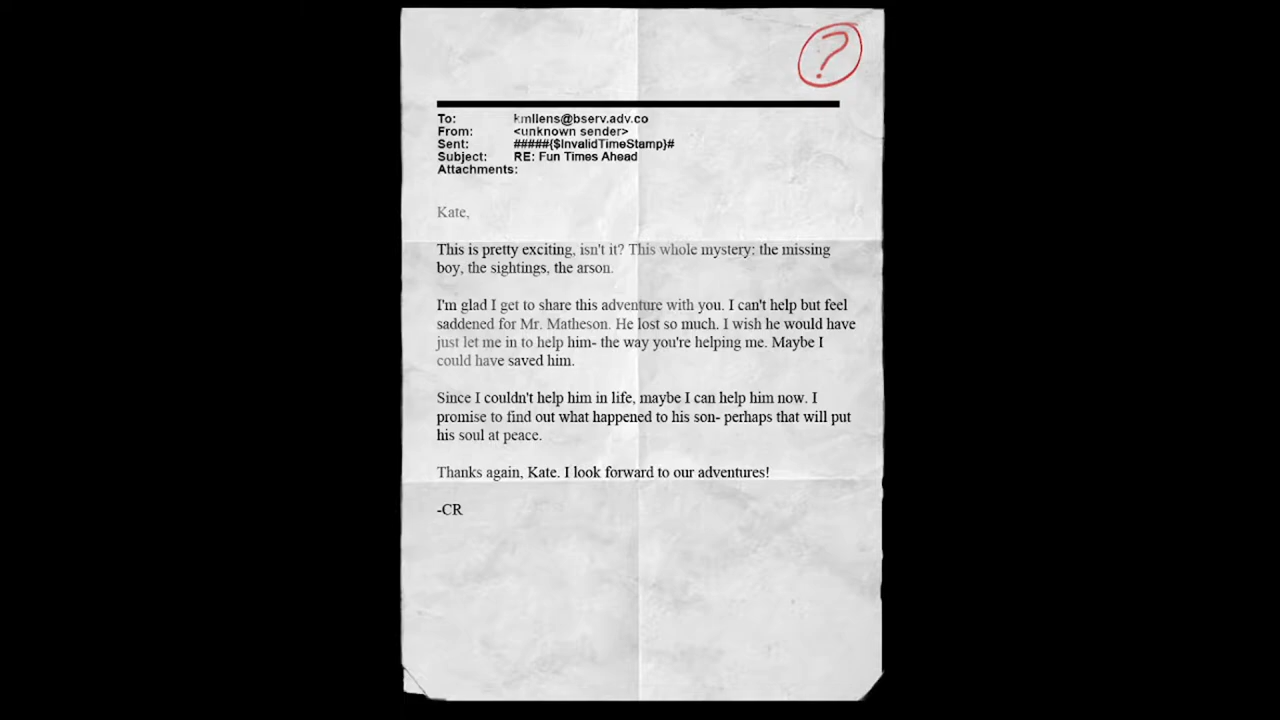 ?
To: kmllens@bserv.adv.co
From: <unknown sender>
Sent: #####{$InvalidTimeStamp}#
Subject: RE: Fun Times Ahead
Attachments:
Kate,
This is pretty exciting, isn't it? This whole mystery: the missing
boy, the sightings, the arson.
I'm glad I get to share this adventure with you. I can't help but feel
saddened for Mr. Matheson. He lost so much. I wish he would have
just let me in to help him- the way you're helping me. Maybe I
could have saved him.
Since I couldn't help him in life, maybe I can help him now. I
promise to find out what happened to his son- perhaps that will put
his soul at peace.
Thanks again, Kate. I look forward to our adventures!
-CR